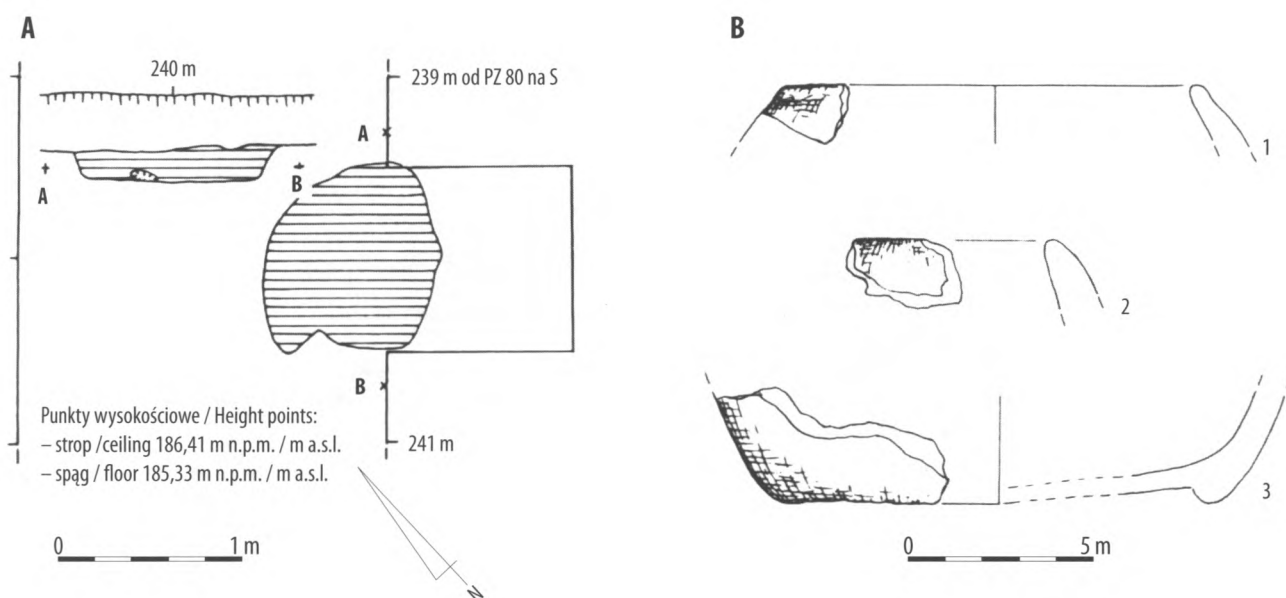 A
240 m
239 m od PZ 80 na S
A
A
B
B
241 m
Punkty wysokościowe / Height points:
– strop /ceiling 186,41 m n.p.m. / m a.s.l.
– spąg / floor 185,33 m n.p.m. / m a.s.l.
0 1 m
N
B
1
2
3
0 5 m